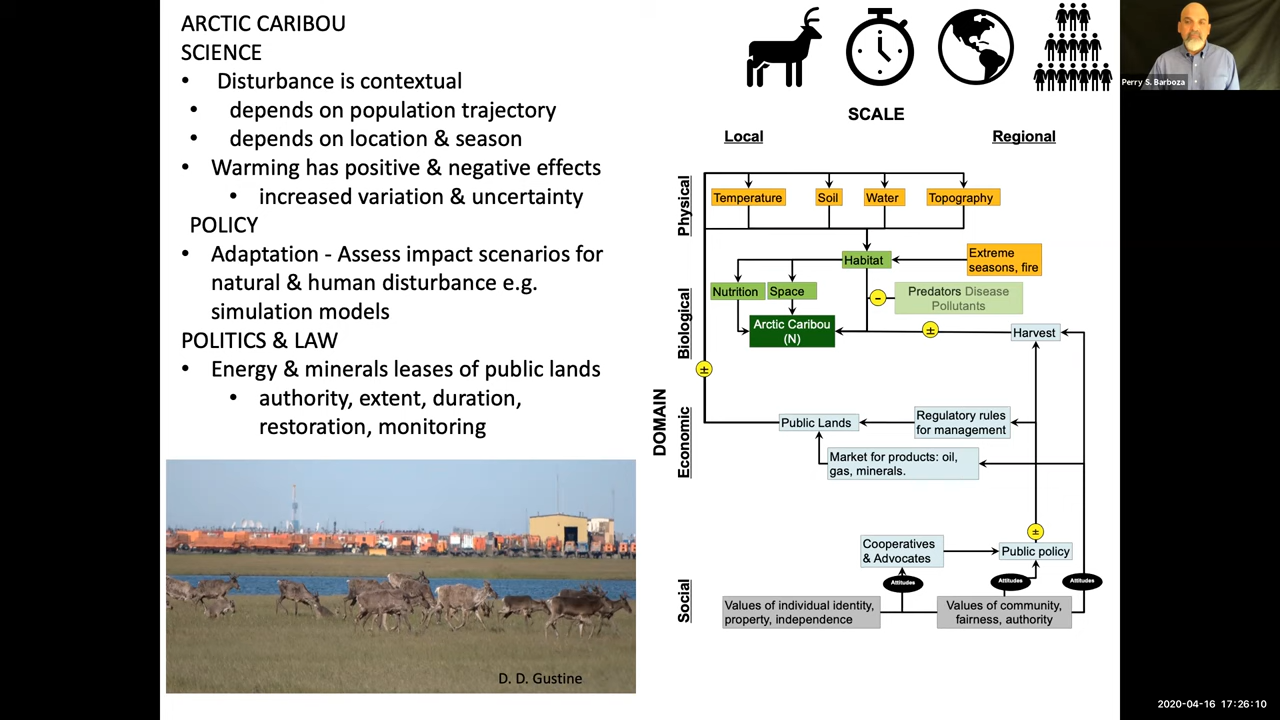 ARCTIC CARIBOU
SCIENCE
• Disturbance is contextual
• depends on population trajectory
• depends on location & season
• Warming has positive & negative effects
• increased variation & uncertainty
POLICY
• Adaptation - Assess impact scenarios for
natural & human disturbance e.g.
simulation models
POLITICS & LAW
• Energy & minerals leases of public lands
• authority, extent, duration,
restoration, monitoring
D. D. Gustine
SCALE
Local
Regional
DOMAIN
Physical
Temperature
Soil
Water
Topography
Biological
Habitat
Extreme
seasons, fire
Nutrition
Space
-
Predators Disease
Pollutants
Arctic Caribou
(N)
±
Harvest
±
Economic
Public Lands
Regulatory rules
for management
Market for products: oil,
gas, minerals.
±
Social
Cooperatives
& Advocates
Public policy
Attitudes
Attitudes
Attitudes
Values of individual identity,
property, independence
Values of community,
fairness, authority
Perry S. Barboza
2020-04-16 17:26:10